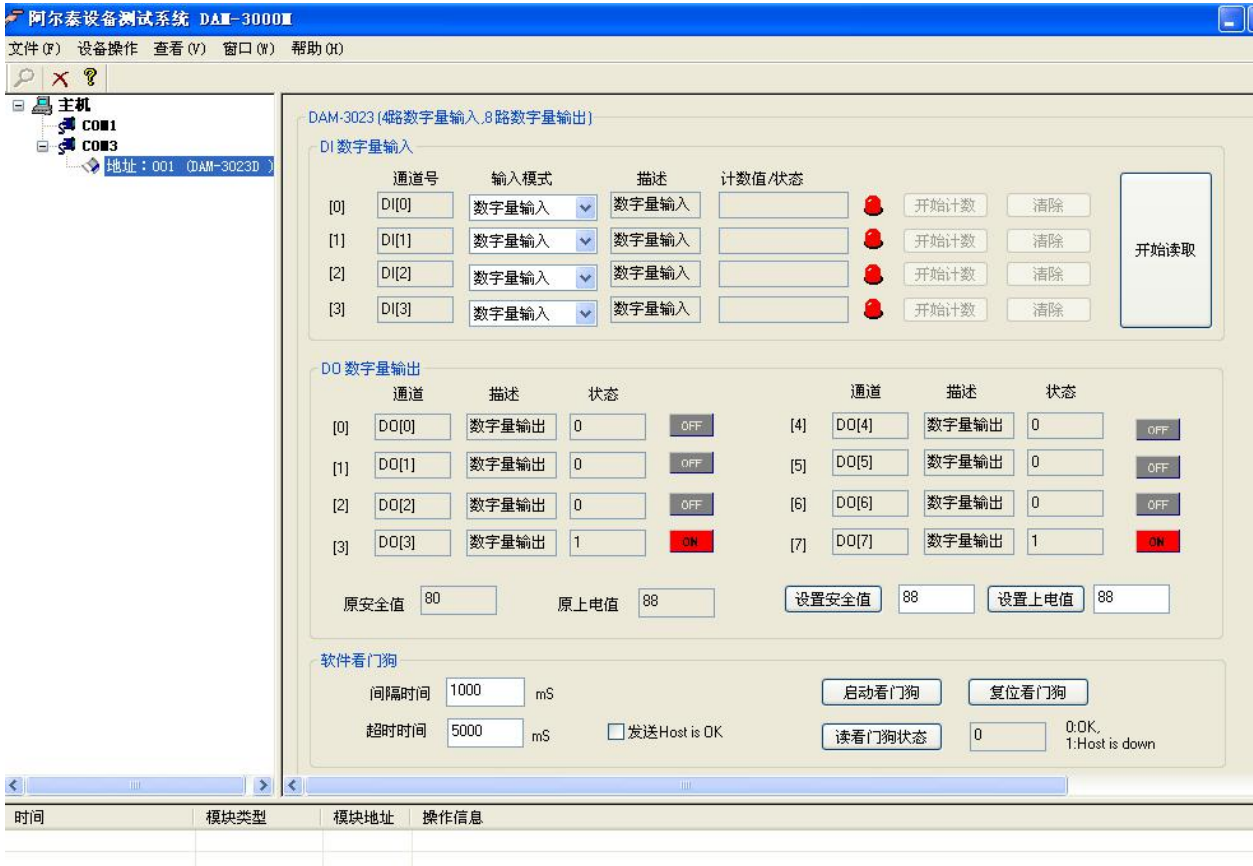 阿尔泰设备测试系统 DAM-3000M
文件(F) 设备操作 查看(V) 窗口(W) 帮助(H)
主机
COM1
COM3
地址：001 (DAM-3023D )
DAM-3023 (4路数字量输入,8路数字量输出)
DI 数字量输入
通道号 输入模式 描述 计数值/状态
[0] DI[0] 数字量输入 数字量输入 开始计数 清除
[1] DI[1] 数字量输入 数字量输入 开始计数 清除
[2] DI[2] 数字量输入 数字量输入 开始计数 清除
[3] DI[3] 数字量输入 数字量输入 开始计数 清除
开始读取
DO 数字量输出
通道 描述 状态 通道 描述 状态
[0] DO[0] 数字量输出 0 OFF [4] DO[4] 数字量输出 0 OFF
[1] DO[1] 数字量输出 0 OFF [5] DO[5] 数字量输出 0 OFF
[2] DO[2] 数字量输出 0 OFF [6] DO[6] 数字量输出 0 OFF
[3] DO[3] 数字量输出 1 ON [7] DO[7] 数字量输出 1 ON
原安全值 80 原上电值 88 设置安全值 88 设置上电值 88
软件看门狗
间隔时间 1000 mS 启动看门狗 复位看门狗
超时时间 5000 mS 发送Host is OK 读看门狗状态 0 0:OK,
1:Host is down
时间 模块类型 模块地址 操作信息